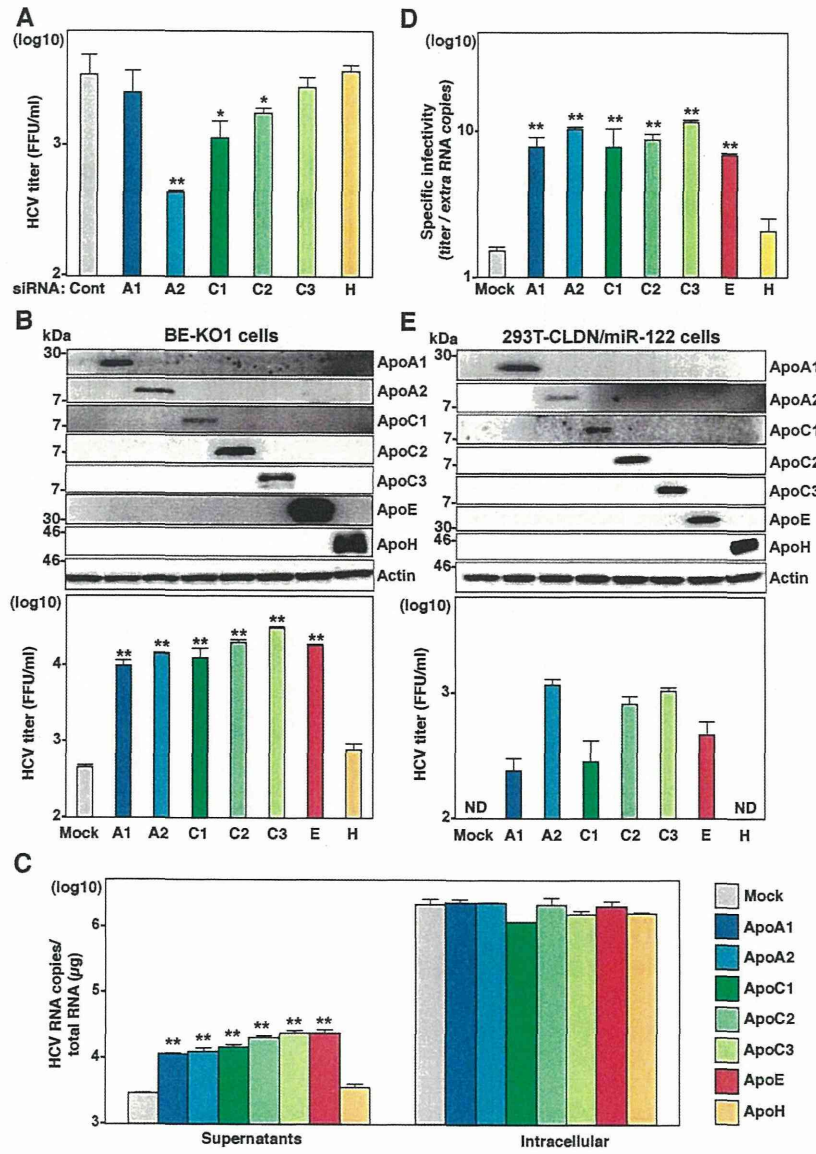 A
(log10)
HCV titer (FFU/ml)
3
2
** * *
siRNA: Cont A1 A2 C1 C2 C3 H
D
(log10)
Specific infectivity
(titer / extra RNA copies)
10
1
** ** ** ** ** **
Mock A1 A2 C1 C2 C3 E H
B
BE-KO1 cells
kDa
30 ApoA1
7 ApoA2
7 ApoC1
7 ApoC2
7 ApoC3
30 ApoE
46 ApoH
46 Actin
(log10)
HCV titer (FFU/ml)
4
3
2
** ** ** ** ** **
Mock A1 A2 C1 C2 C3 E H
E
293T-CLDN/miR-122 cells
kDa
30 ApoA1
7 ApoA2
7 ApoC1
7 ApoC2
7 ApoC3
30 ApoE
46 ApoH
46 Actin
(log10)
HCV titer (FFU/ml)
3
2
ND ND
Mock A1 A2 C1 C2 C3 E H
C
(log10)
HCV RNA copies/
total RNA (µg)
6
5
4
3
** ** ** ** ** **
Supernatants Intracellular
Mock
ApoA1
ApoA2
ApoC1
ApoC2
ApoC3
ApoE
ApoH